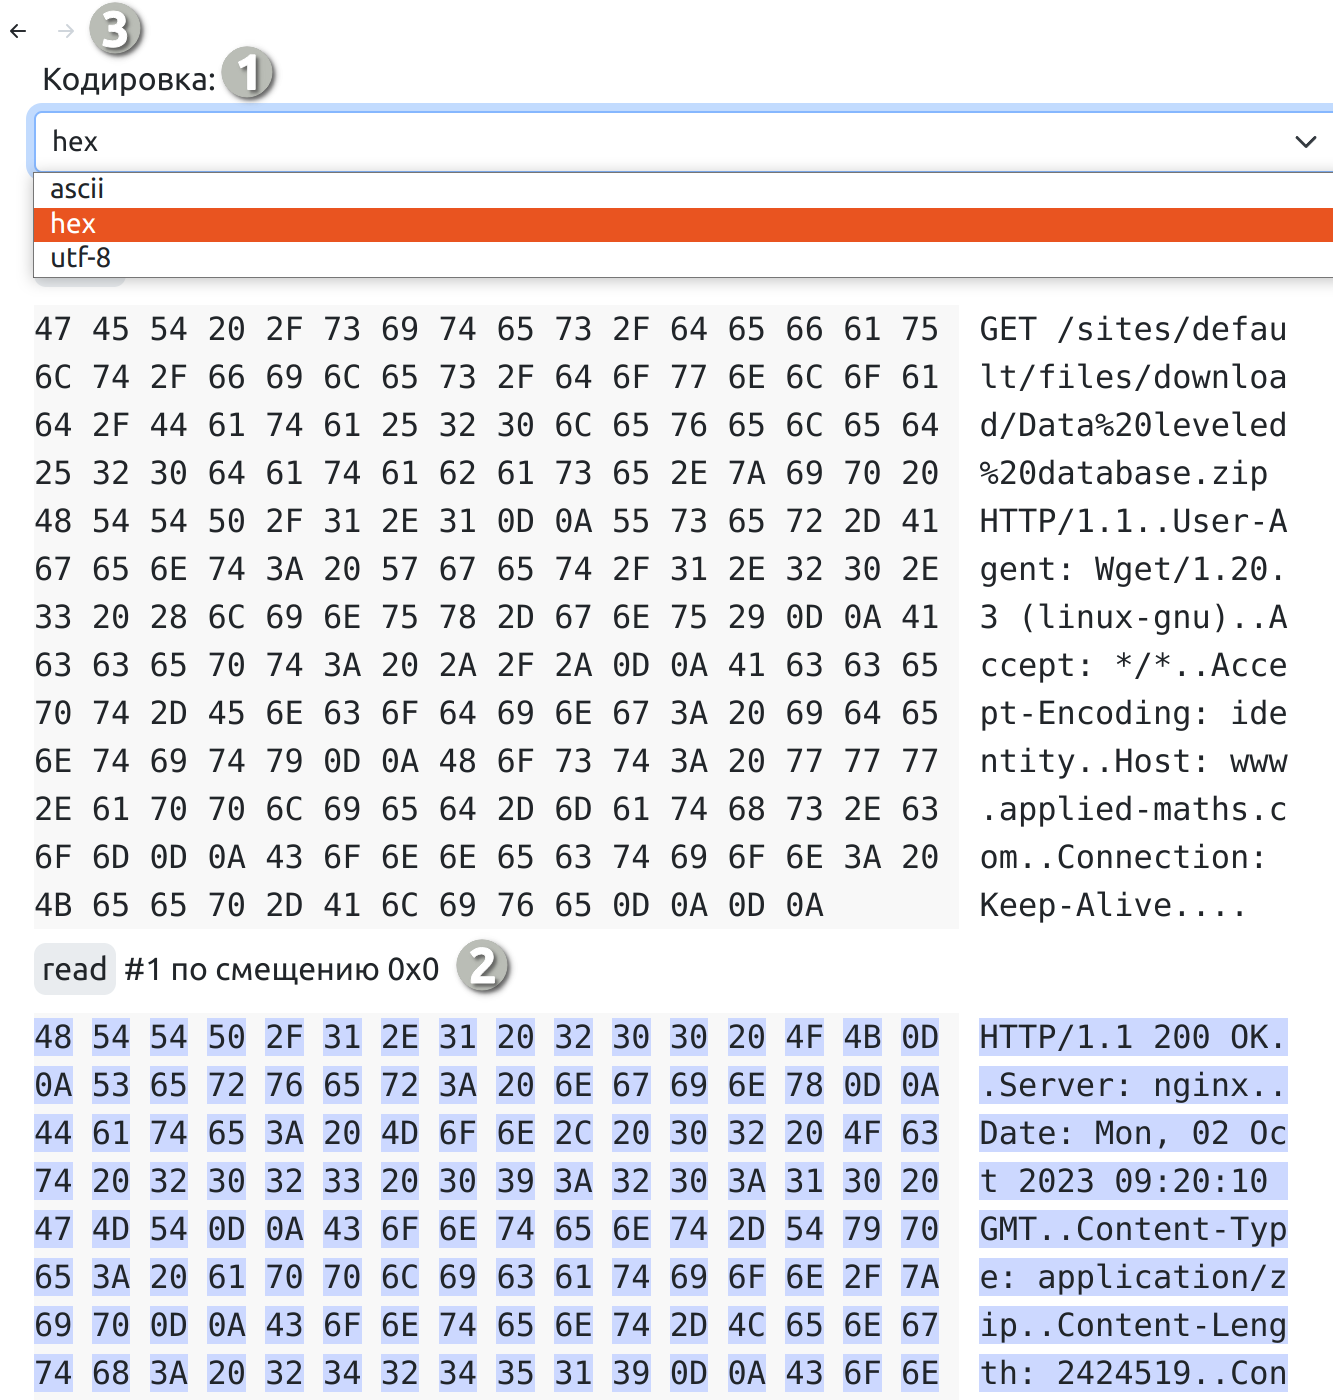 ← → 3
Кодировка: 1
hex
ascii
hex
utf-8
47 45 54 20 2F 73 69 74 65 73 2F 64 65 66 61 75 GET /sites/defau
6C 74 2F 66 69 6C 65 73 2F 64 6F 77 6E 6C 6F 61 lt/files/downloa
64 2F 44 61 74 61 25 32 30 6C 65 76 65 6C 65 64 d/Data%20leveled
25 32 30 64 61 74 61 62 61 73 65 2E 7A 69 70 20 %20database.zip
48 54 54 50 2F 31 2E 31 0D 0A 55 73 65 72 2D 41 HTTP/1.1..User-A
67 65 6E 74 3A 20 57 67 65 74 2F 31 2E 32 30 2E gent: Wget/1.20.
33 20 28 6C 69 6E 75 78 2D 67 6E 75 29 0D 0A 41 3 (linux-gnu)..A
63 63 65 70 74 3A 20 2A 2F 2A 0D 0A 41 63 63 65 ccept: */*..Acce
70 74 2D 45 6E 63 6F 64 69 6E 67 3A 20 69 64 65 pt-Encoding: ide
6E 74 69 74 79 0D 0A 48 6F 73 74 3A 20 77 77 77 ntity..Host: www
2E 61 70 70 6C 69 65 64 2D 6D 61 74 68 73 2E 63 .applied-maths.c
6F 6D 0D 0A 43 6F 6E 6E 65 63 74 69 6F 6E 3A 20 om..Connection:
4B 65 65 70 2D 41 6C 69 76 65 0D 0A 0D 0A Keep-Alive....
read #1 по смещению 0x0 2
48 54 54 50 2F 31 2E 31 20 32 30 30 20 4F 4B 0D HTTP/1.1 200 OK.
0A 53 65 72 76 65 72 3A 20 6E 67 69 6E 78 0D 0A .Server: nginx..
44 61 74 65 3A 20 4D 6F 6E 2C 20 30 32 20 4F 63 Date: Mon, 02 Oc
74 20 32 30 32 33 20 30 39 3A 32 30 3A 31 30 20 t 2023 09:20:10
47 4D 54 0D 0A 43 6F 6E 74 65 6E 74 2D 54 79 70 GMT..Content-Typ
65 3A 20 61 70 70 6C 69 63 61 74 69 6F 6E 2F 7A e: application/z
69 70 0D 0A 43 6F 6E 74 65 6E 74 2D 4C 65 6E 67 ip..Content-Leng
74 68 3A 20 32 34 32 34 35 31 39 0D 0A 43 6F 6E th: 2424519..Con